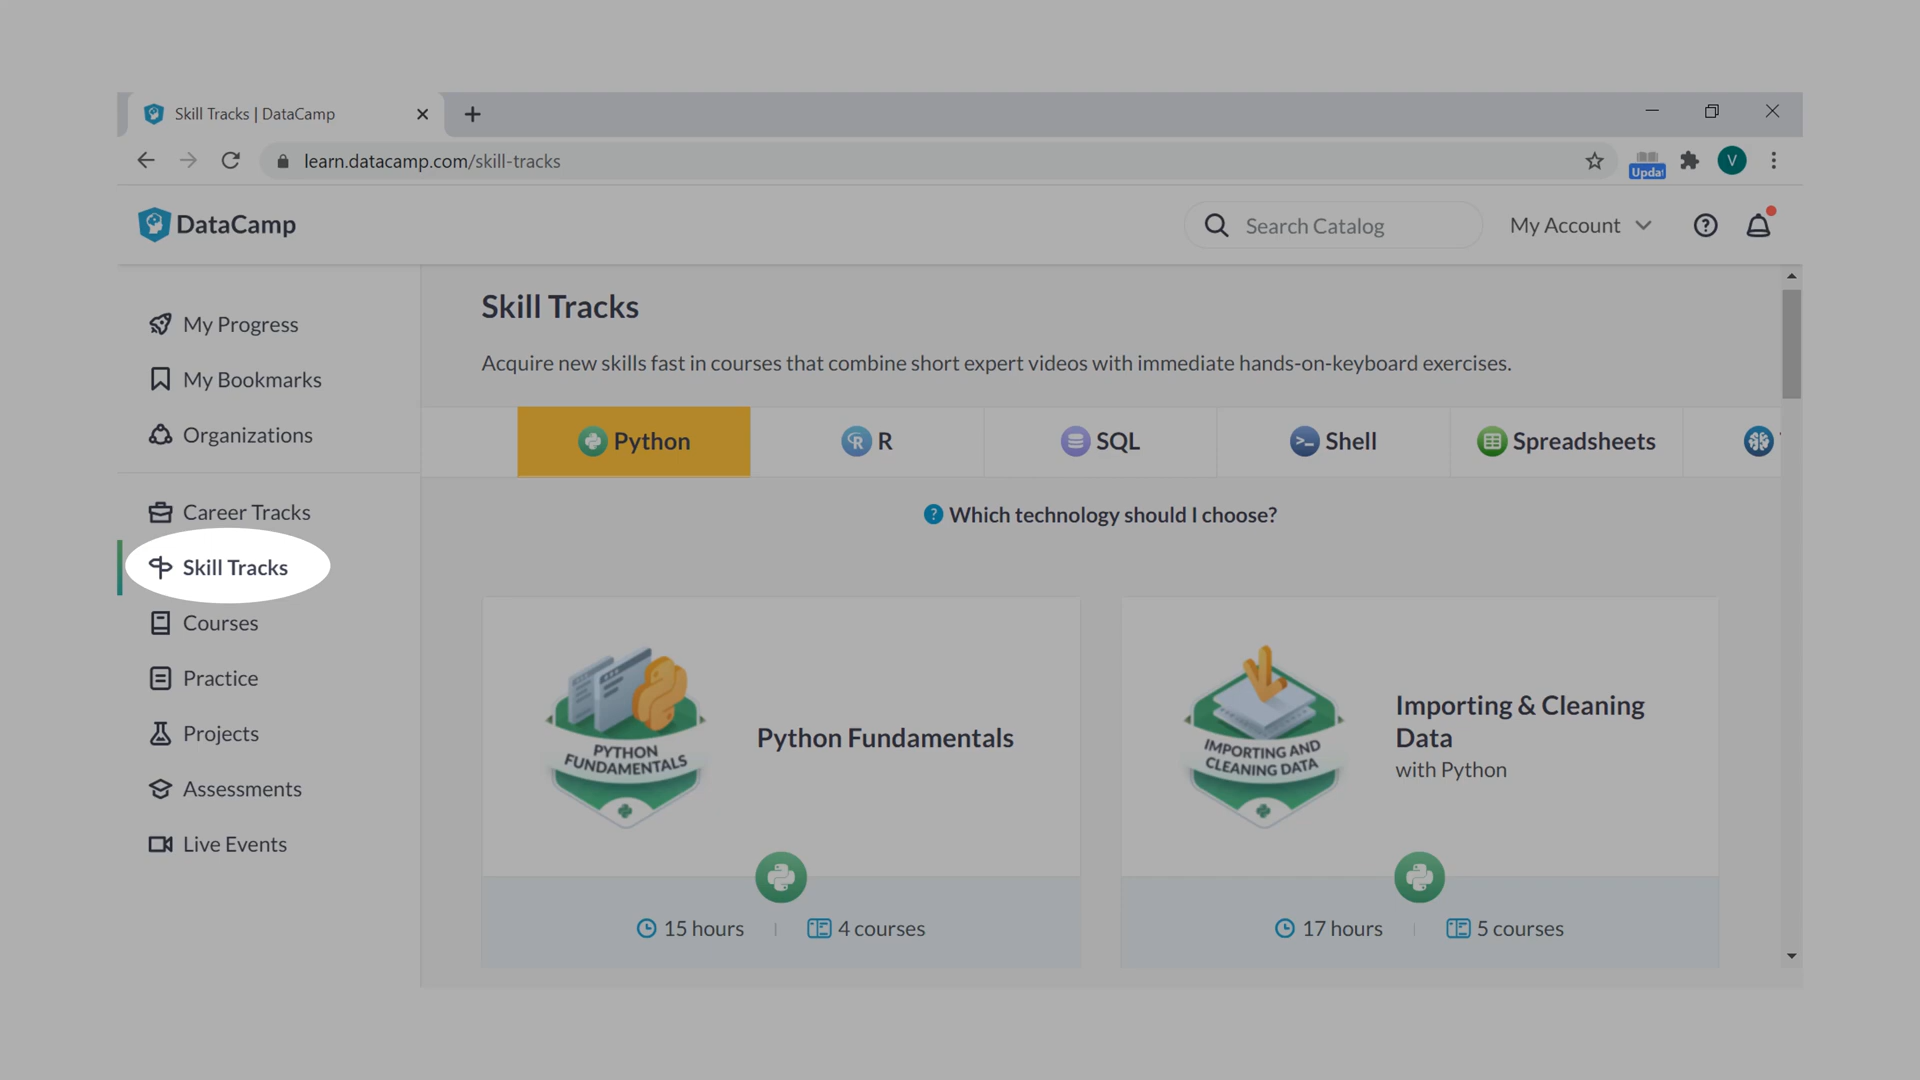 Skill Tracks | DataCamp
learn.datacamp.com/skill-tracks
Updat
V
DataCamp
Search Catalog
My Account
My Progress
My Bookmarks
Organizations
Career Tracks
Skill Tracks
Courses
Practice
Projects
Assessments
Live Events
Skill Tracks
Acquire new skills fast in courses that combine short expert videos with immediate hands-on-keyboard exercises.
Python
R
SQL
Shell
Spreadsheets
Which technology should I choose?
PYTHON
FUNDAMENTALS
Python Fundamentals
15 hours
4 courses
IMPORTING AND
CLEANING DATA
Importing & Cleaning
Data
with Python
17 hours
5 courses